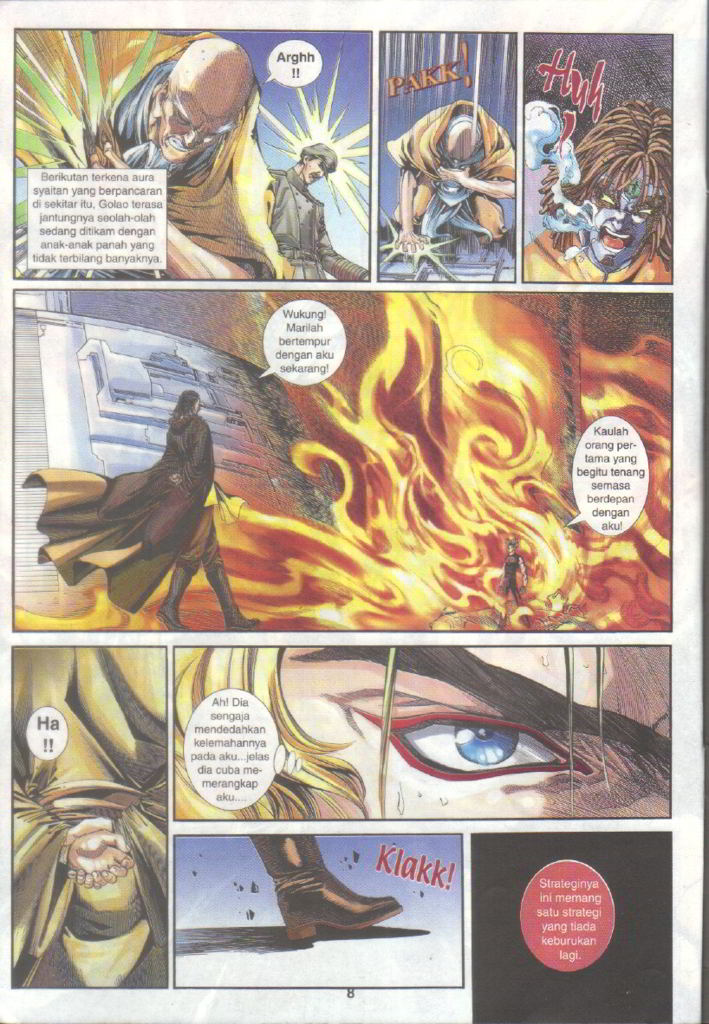 Arghh
!!
Berikutan terkena aura
syaitan yang berpancaran
di sekitar itu, Golao terasa
jantungnya seolah-olah
sedang ditikam dengan
anak-anak panah yang
tidak terbilang banyaknya.
PAKK!
Huh
Wukung!
Marilah
bertempur
dengan aku
sekarang!
Kaulah
orang per-
tama yang
begitu tenang
semasa
berdepan
dengan
aku!
Ha
!!
Ah! Dia
sengaja
mendedahkan
kelemahannya
pada aku...jelas
dia cuba me-
merangkap
aku....
Klakk!
Strateginya
ini memang
satu strategi
yang tiada
keburukan
lagi.
8